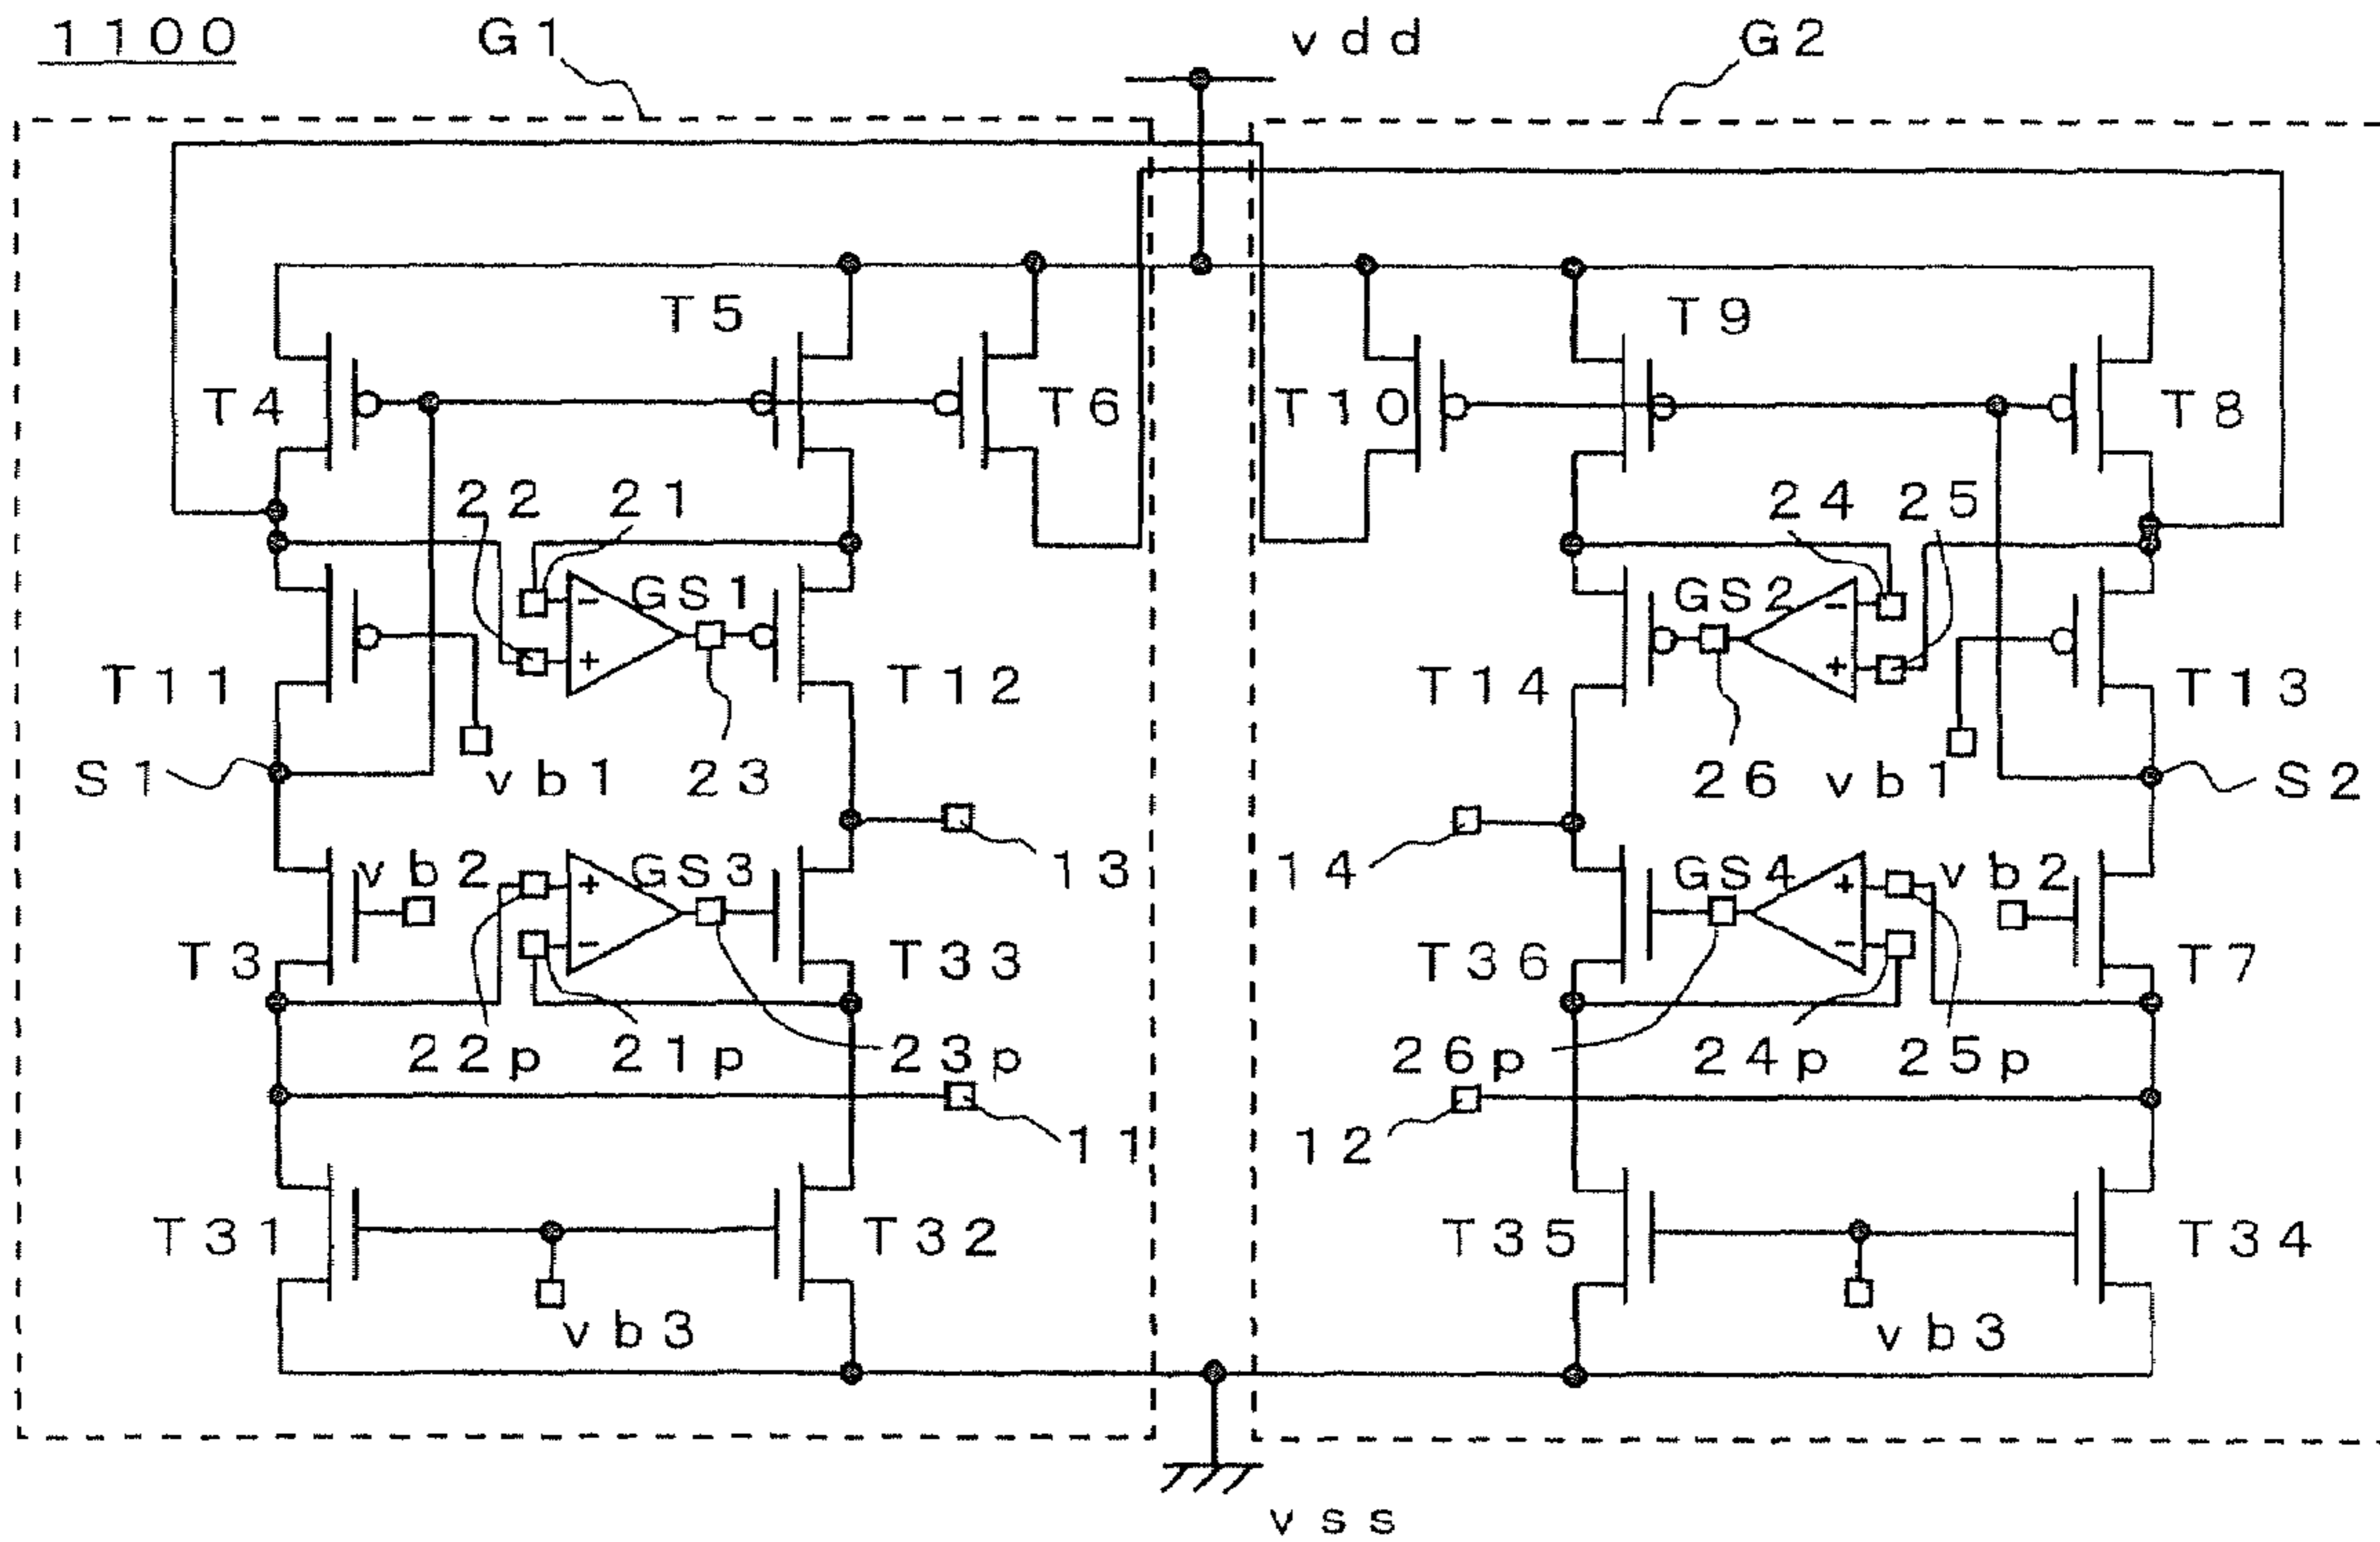 1100
G1
vdd
G2
T5
T9
T4
T6
T10
T8
22
21
24
25
GS1
GS2
-
-
+
+
T11
T12
T14
T13
S1
vb1
23
26
vb1
S2
13
14
vb2
GS3
GS4
vb2
+
+
-
-
T3
T33
T36
T7
22p
21p
23p
26p
24p
25p
11
12
T31
T32
T35
T34
vb3
vb3
vss